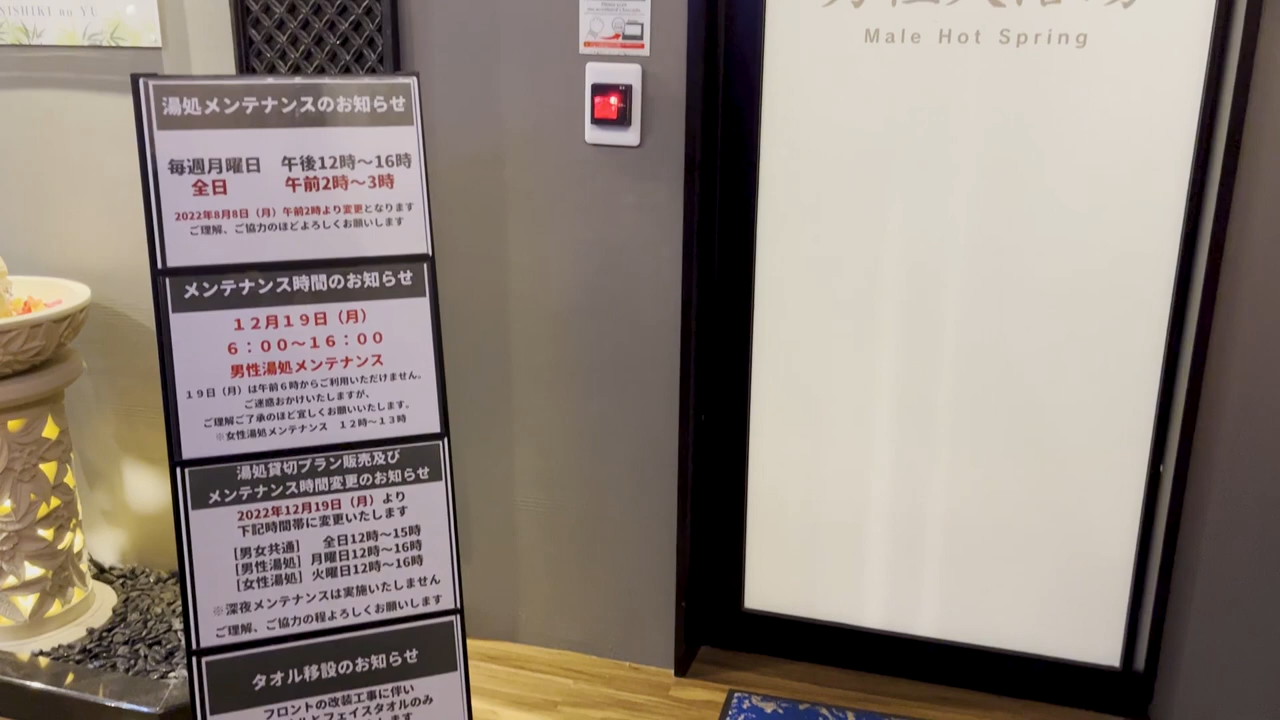 NISHIKI no YU
湯処メンテナンスのお知らせ
毎週月曜日 午後12時〜16時
全日 午前2時〜3時
2022年8月8日（月）午前2時より変更となります
ご理解、ご協力のほどよろしくお願いします
メンテナンス時間のお知らせ
１２月１９日（月）
６：００〜１６：００
男性湯処メンテナンス
１９日（月）は午前６時からご利用いただけません。
ご迷惑おかけいたしますが、
ご理解ご了承のほど宜しくお願いいたします。
※女性湯処メンテナンス １２時〜１３時
湯処貸切プラン販売及び
メンテナンス時間変更のお知らせ
2022年12月19日（月）より
下記時間帯に変更いたします
［男女共通］ 全日12時〜15時
［男性湯処］ 月曜日12時〜16時
［女性湯処］ 火曜日12時〜16時
※深夜メンテナンスは実施いたしません
ご理解、ご協力の程よろしくお願いします
タオル移設のお知らせ
フロントの改装工事に伴い
とフェイスタオルのみ
Male Hot Spring